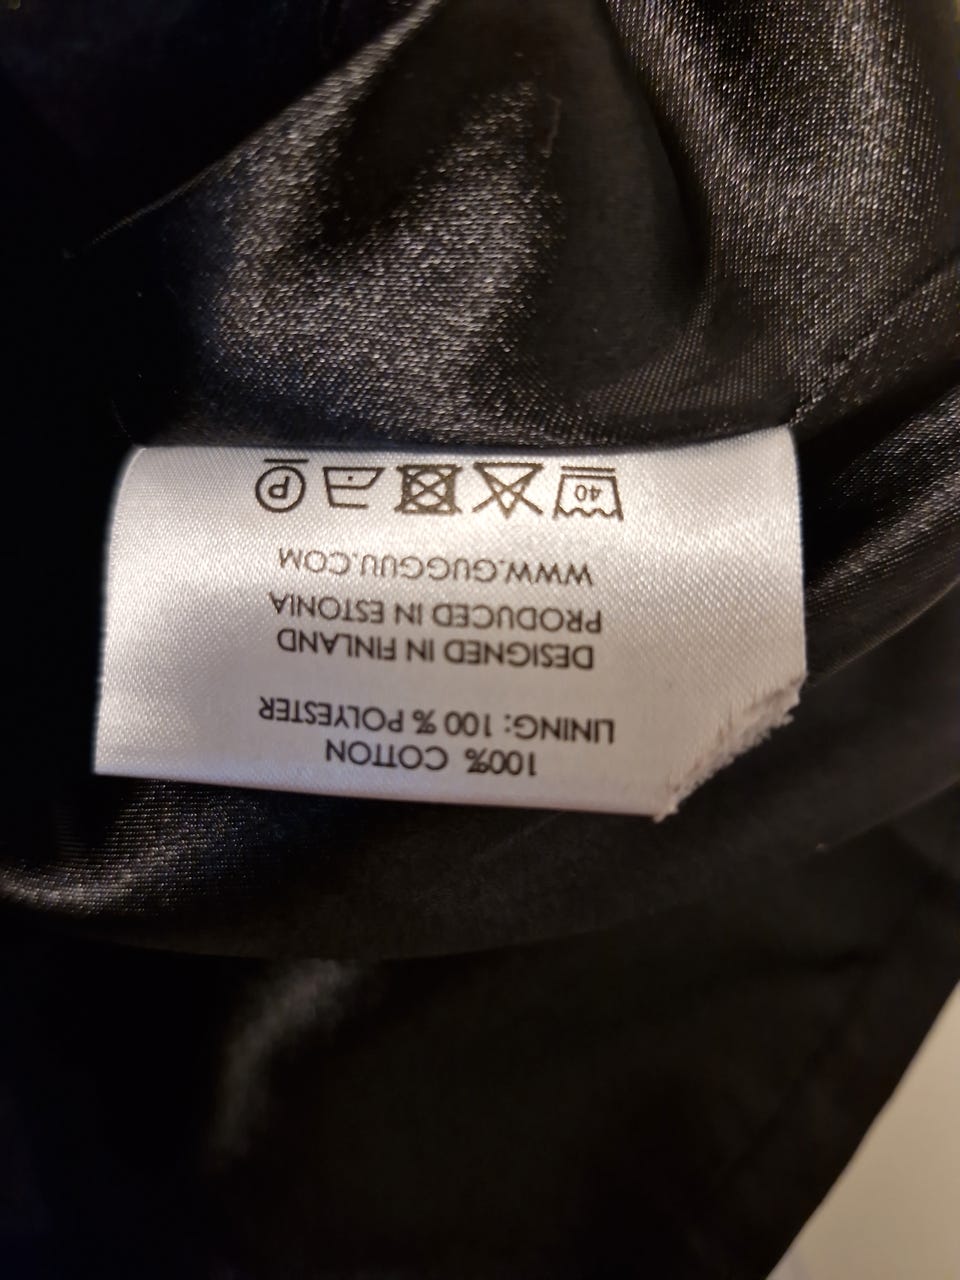 100% COTTON
LINING: 100 % POLYESTER
DESIGNED IN FINLAND
PRODUCED IN ESTONIA
WWW.GUGGUU.COM
40 P